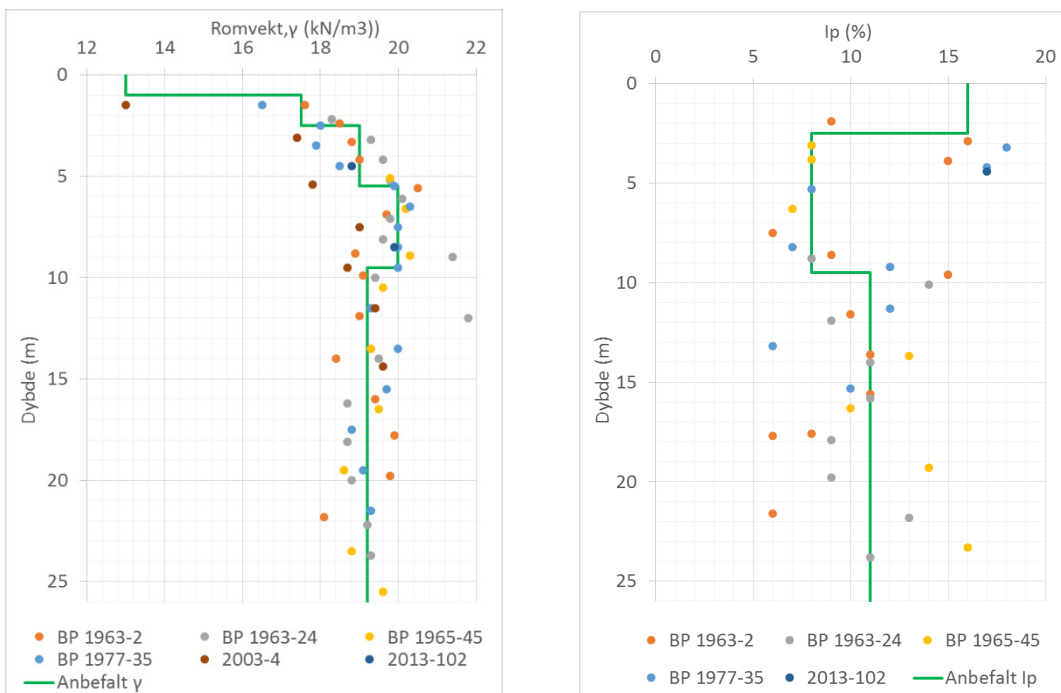 Romvekt,γ (kN/m3))
12 14 16 18 20 22
0
5
10
15
20
25
Dybde (m)
BP 1963-2 BP 1963-24 BP 1965-45
BP 1977-35 2003-4 2013-102
Anbefalt γ
Ip (%)
0 5 10 15 20
0
5
10
15
20
25
Dybde (m)
BP 1963-2 BP 1963-24 BP 1965-45
BP 1977-35 2013-102 Anbefalt Ip